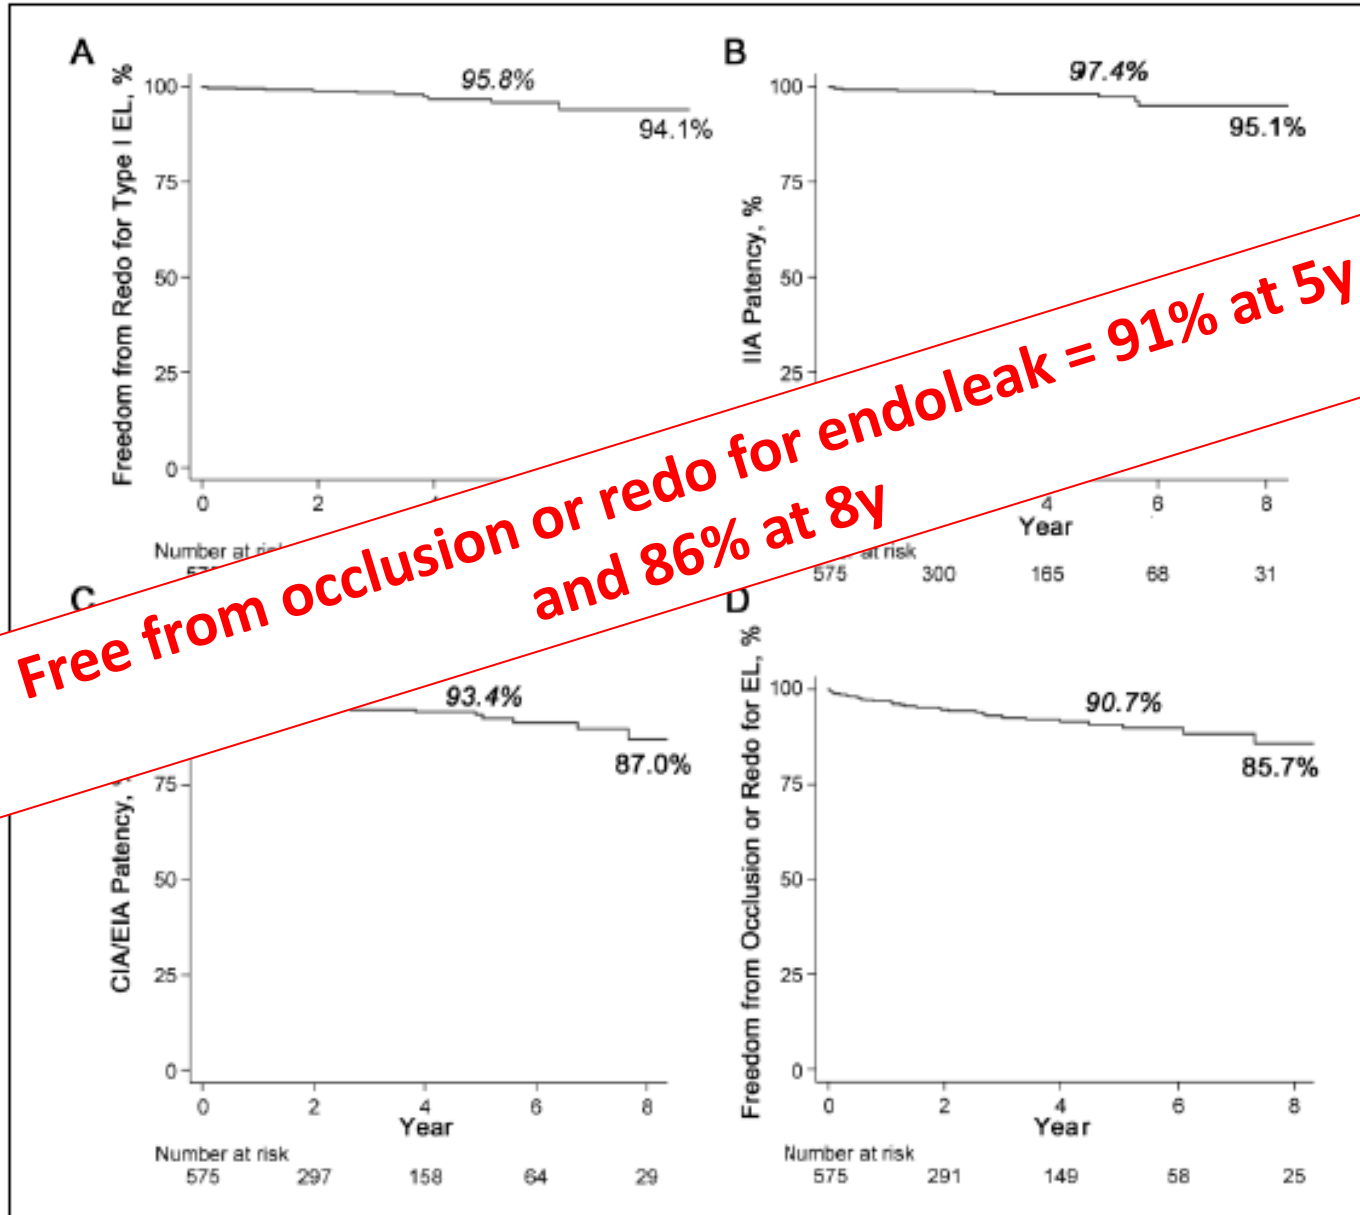 A
Freedom from Redo for Type I EL, %
100
75
50
25
0
95.8%
94.1%
0 2
Number at risk
B
IIA Patency, %
100
75
50
25
97.4%
95.1%
4 6 8
Year
at risk
575 300 165 68 31
Free from occlusion or redo for endoleak = 91% at 5y
and 86% at 8y
C
CIA/EIA Patency,
75
50
25
0
93.4%
87.0%
0 2 4 6 8
Year
Number at risk
575 297 158 64 29
D
Freedom from Occlusion or Redo for EL, %
100
75
50
25
0
90.7%
85.7%
0 2 4 6 8
Year
Number at risk
575 291 149 58 25